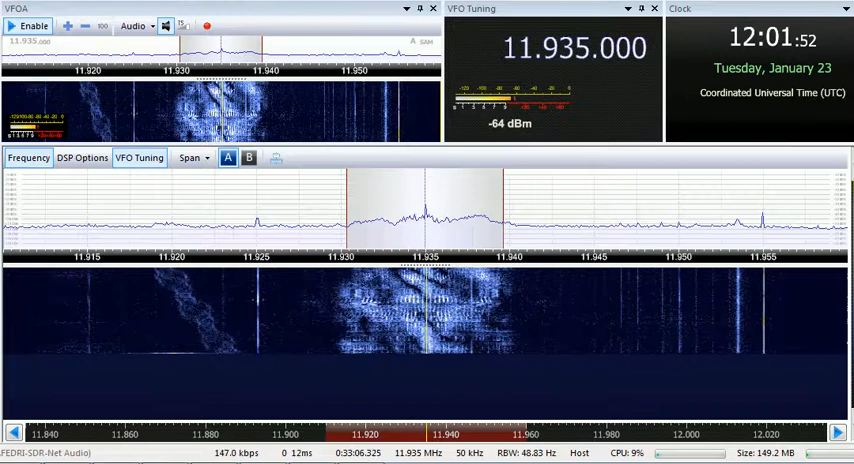 VFOA
Enable 100 Audio
11.935.000 A SAM
11.920 11.930 11.940 11.950
VFO Tuning
11.935.000
-64 dBm
Clock
12:01:52
Tuesday, January 23
Coordinated Universal Time (UTC)
Frequency DSP Options VFO Tuning Span A B
11.915 11.920 11.925 11.930 11.935 11.940 11.945 11.950 11.955
11.840 11.860 11.880 11.900 11.920 11.940 11.960 11.980 12.000 12.020
AFEDRI-SDR-Net Audio) 147.0 kbps 0 12ms 0:33:06.325 11.935 MHz 50 kHz RBW: 48.83 Hz Host CPU: 9% Size: 149.2 MB